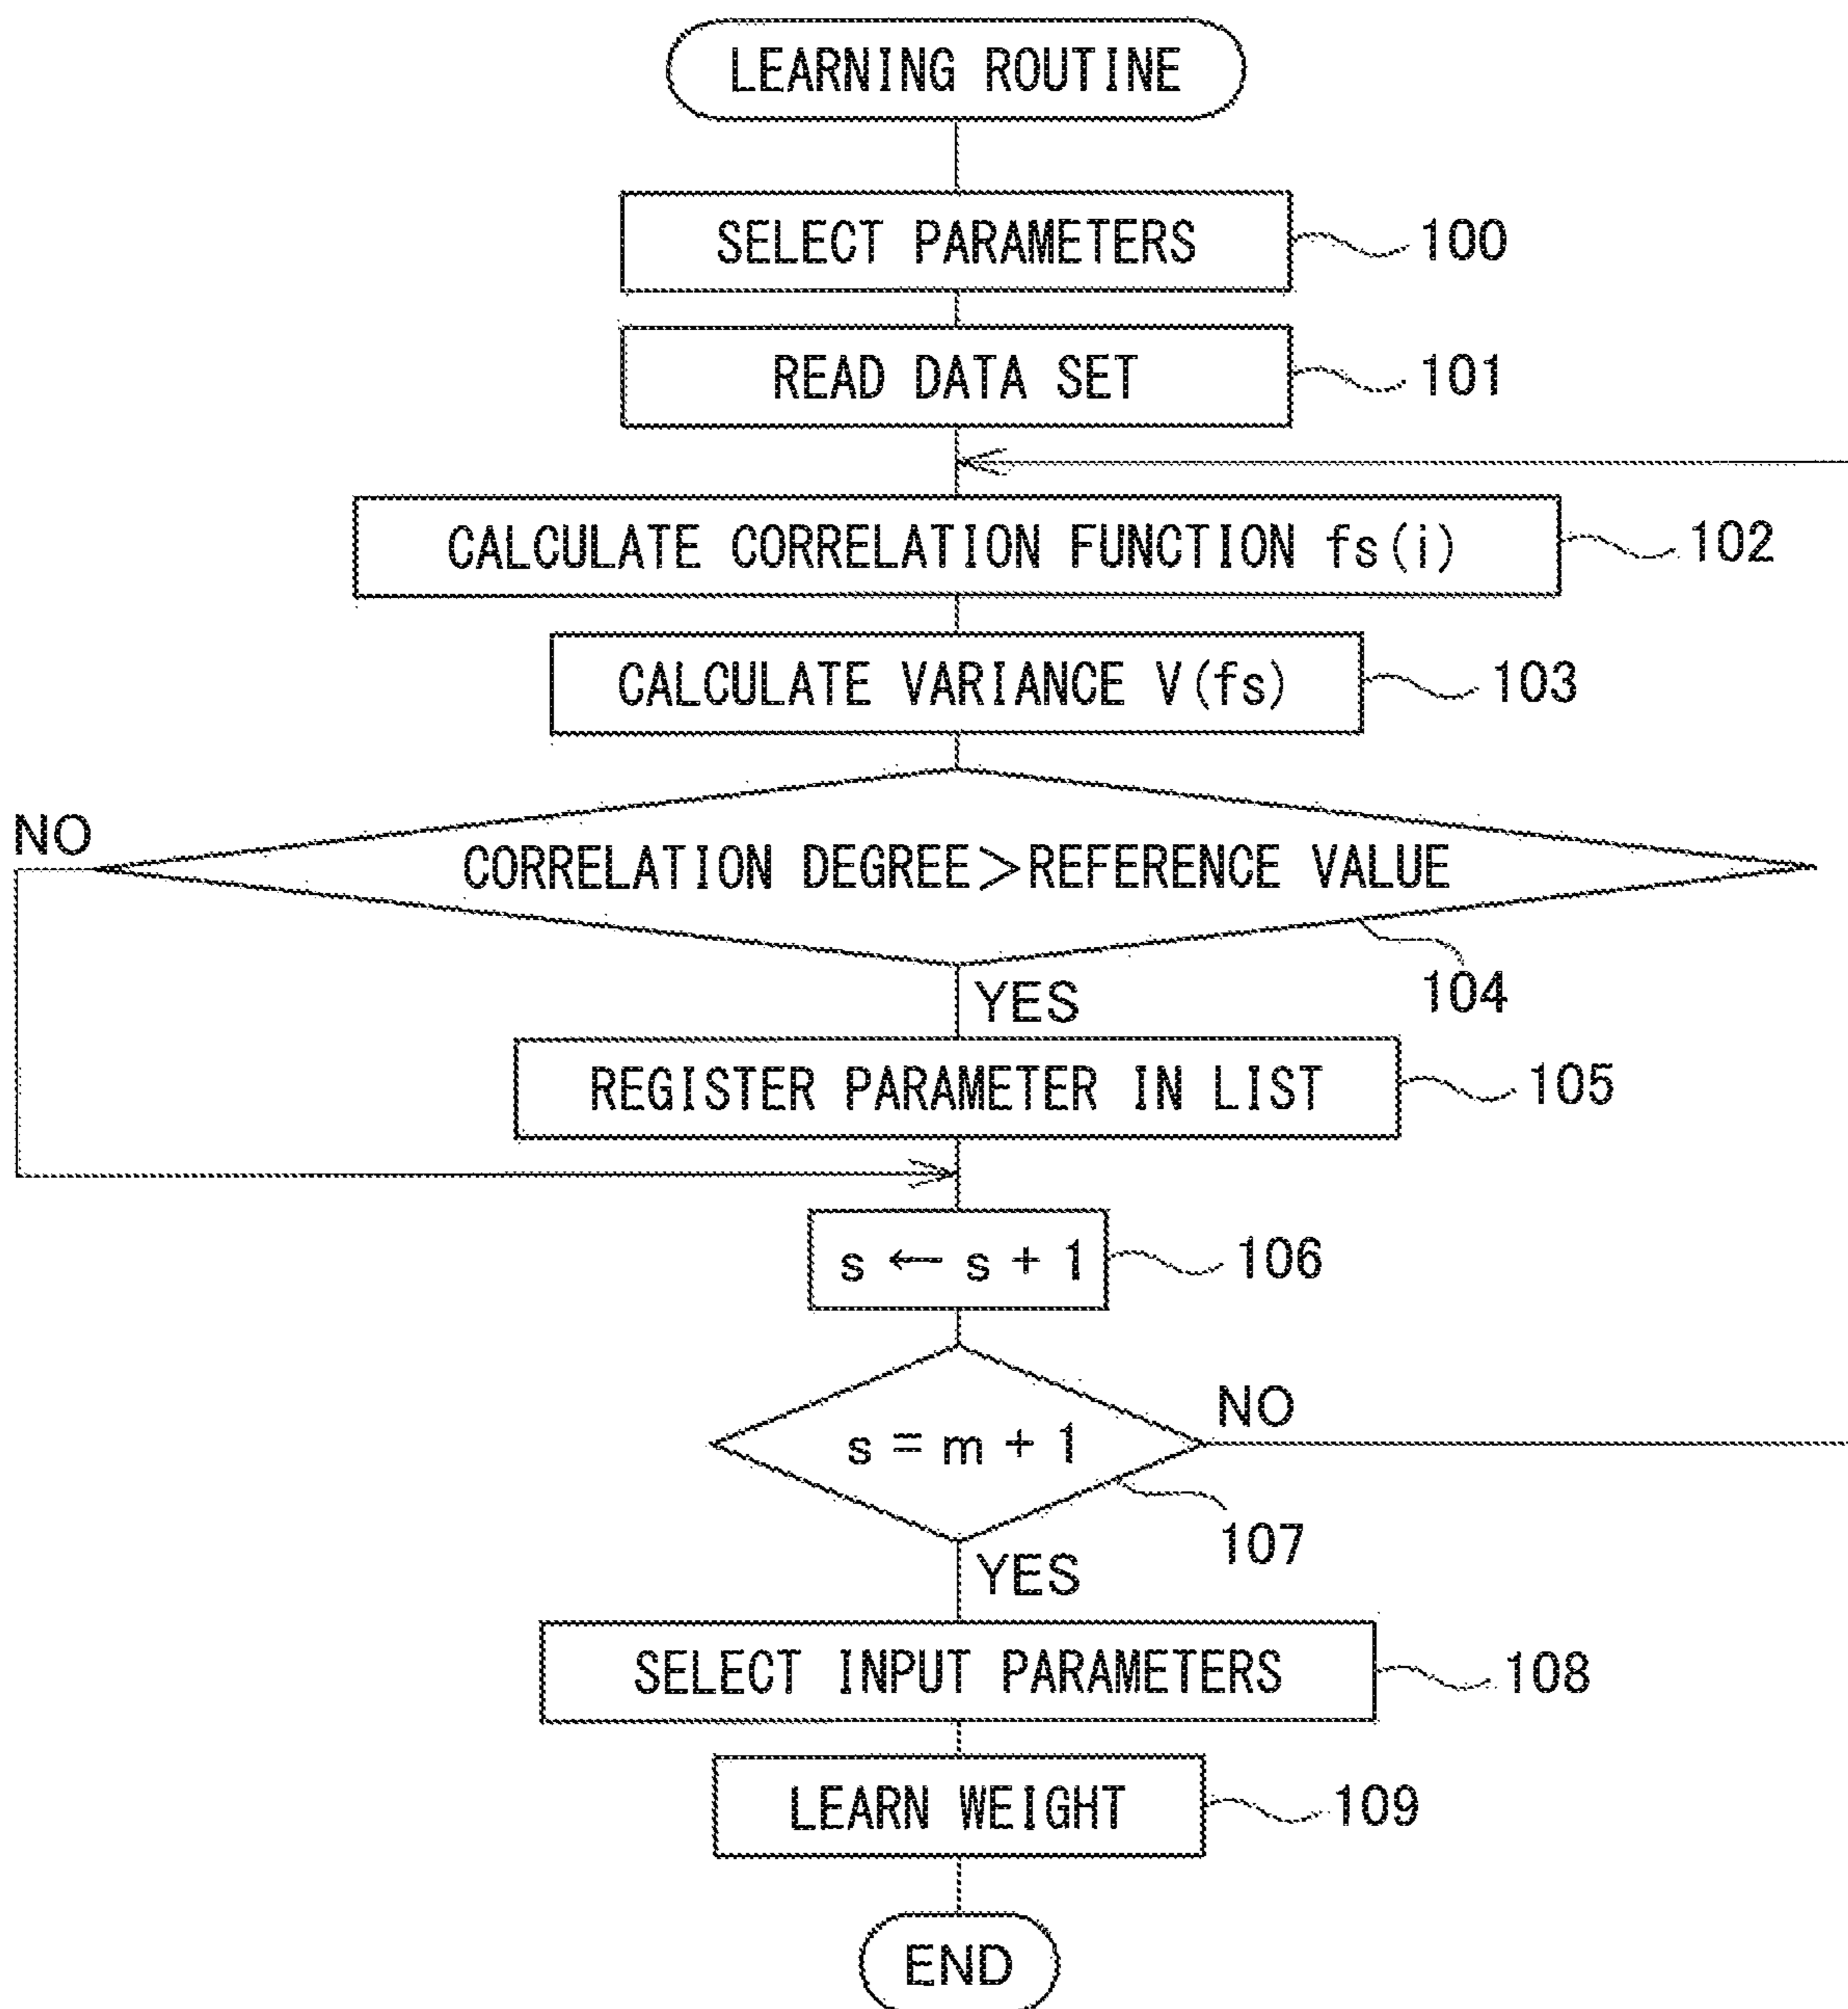 LEARNING ROUTINE
SELECT PARAMETERS
100
READ DATA SET
101
CALCULATE CORRELATION FUNCTION fs(i)
102
CALCULATE VARIANCE V(fs)
103
NO
CORRELATION DEGREE>REFERENCE VALUE
104
YES
REGISTER PARAMETER IN LIST
105
s ← s + 1
106
s = m + 1
NO
107
YES
SELECT INPUT PARAMETERS
108
LEARN WEIGHT
109
END